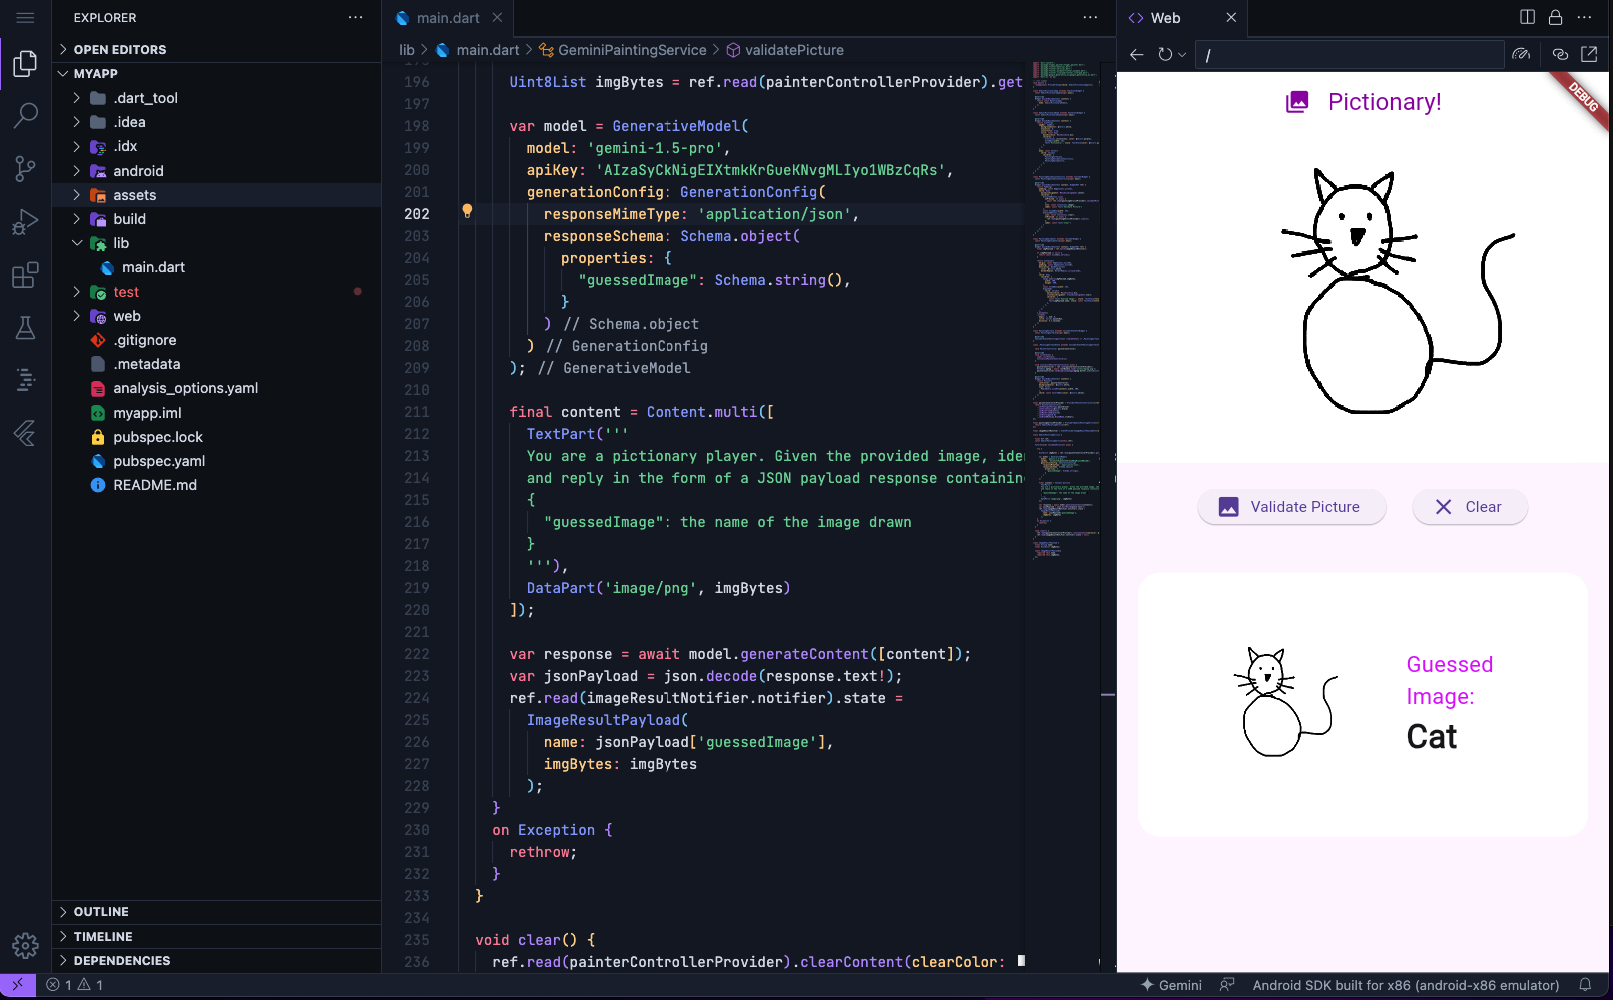 EXPLORER
main.dart
Web
OPEN EDITORS
lib
main.dart
GeminiPaintingService
validatePicture
/
MYAPP
.dart_tool
.idea
.idx
android
assets
build
lib
main.dart
test
web
.gitignore
.metadata
analysis_options.yaml
myapp.iml
pubspec.lock
pubspec.yaml
README.md
OUTLINE
TIMELINE
DEPENDENCIES
196 Uint8List imgBytes = ref.read(painterControllerProvider).get
197
198 var model = GenerativeModel(
199 model: 'gemini-1.5-pro',
200 apiKey: 'AIzaSyCkNigEIXtmkKrGueKNvgMLIyo1WBzCqRs',
201 generationConfig: GenerationConfig(
202 responseMimeType: 'application/json',
203 responseSchema: Schema.object(
204 properties: {
205 "guessedImage": Schema.string(),
206 }
207 ) // Schema.object
208 ) // GenerationConfig
209 ); // GenerativeModel
210
211 final content = Content.multi([
212 TextPart('''
213 You are a pictionary player. Given the provided image, ide
214 and reply in the form of a JSON payload response containing
215 {
216 "guessedImage": the name of the image drawn
217 }
218 '''),
219 DataPart('image/png', imgBytes)
220 ]);
221
222 var response = await model.generateContent([content]);
223 var jsonPayload = json.decode(response.text!);
224 ref.read(imageResultNotifier.notifier).state =
225 ImageResultPayload(
226 name: jsonPayload['guessedImage'],
227 imgBytes: imgBytes
228 );
229 }
230 on Exception {
231 rethrow;
232 }
233 }
234
235 void clear() {
236 ref.read(painterControllerProvider).clearContent(clearColor:
DEBUG
Pictionary!
Validate Picture
Clear
Guessed
Image:
Cat
1 1
Gemini
Android SDK built for x86 (android-x86 emulator)